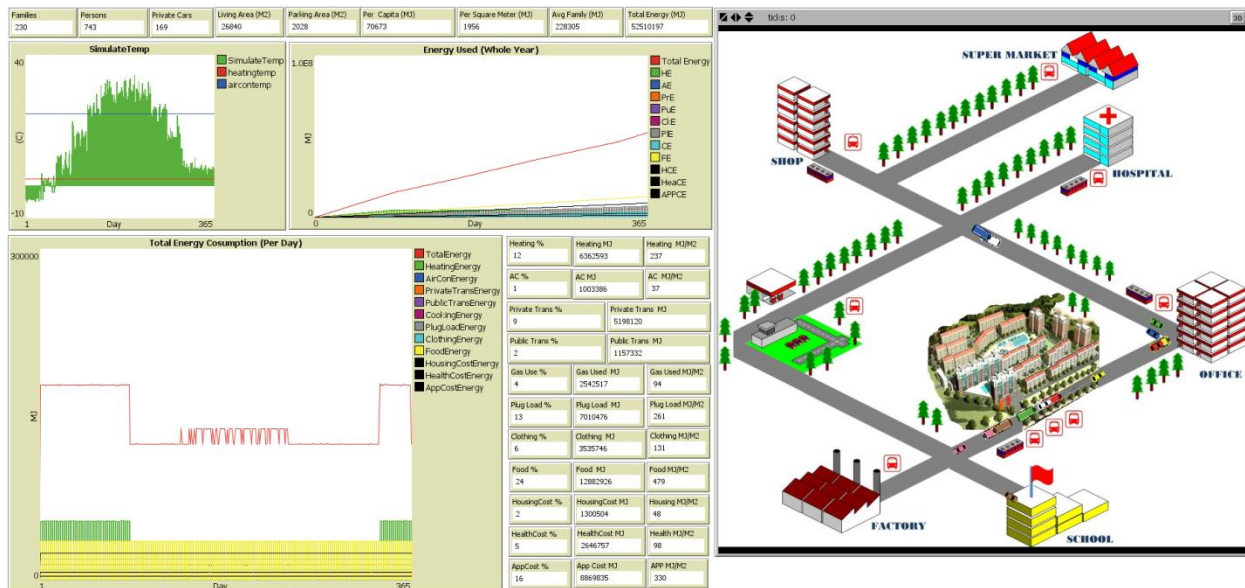 Families Persons Private Cars Living Area (M2) Parking Area (M2) Per Capita (MJ) Per Square Meter (MJ) Avg Family (MJ) Total Energy (MJ)
230 743 169 26840 2028 70673 1956 228305 52510197
SimulateTemp
40
(C)
-10
1 Day 365
SimulateTemp
heatingtemp
aircontemp
Energy Used (Whole Year)
1.0E8
MJ
0
0 Day 365
Total Energy
HE
AE
PrE
PuE
CkE
PlE
CE
FE
HCE
HeaCE
APPCE
Total Energy Cosumption (Per Day)
300000
MJ
0
1 Day 365
TotalEnergy
HeatingEnergy
AirConEnergy
PrivateTransEnergy
PublicTransEnergy
CookingEnergy
PlugLoadEnergy
ClothingEnergy
FoodEnergy
HousingCostEnergy
HealthCostEnergy
AppCostEnergy
Heating % Heating MJ Heating MJ/M2
12 6362593 237
AC % AC MJ AC MJ/M2
1 1003386 37
Private Trans % Private Trans MJ
9 5198120
Public Trans % Public Trans MJ
2 1157332
Gas Use % Gas Used MJ Gas Used MJ/M2
4 2542517 94
Plug Load % Plug Load MJ Plug Load MJ/M2
13 7010476 261
Clothing % Clothing MJ Clothing MJ/M2
6 3535746 131
Food % Food MJ Food MJ/M2
24 12882926 479
HousingCost % HousingCost MJ Housing MJ/M2
2 1300504 48
HealthCost % HealthCost MJ Health MJ/M2
5 2646757 98
AppCost % App Cost MJ APP MJ/M2
16 8869835 330
ticks: 0 3D
SUPER MARKET
SHOP
HOSPITAL
OFFICE
FACTORY
SCHOOL